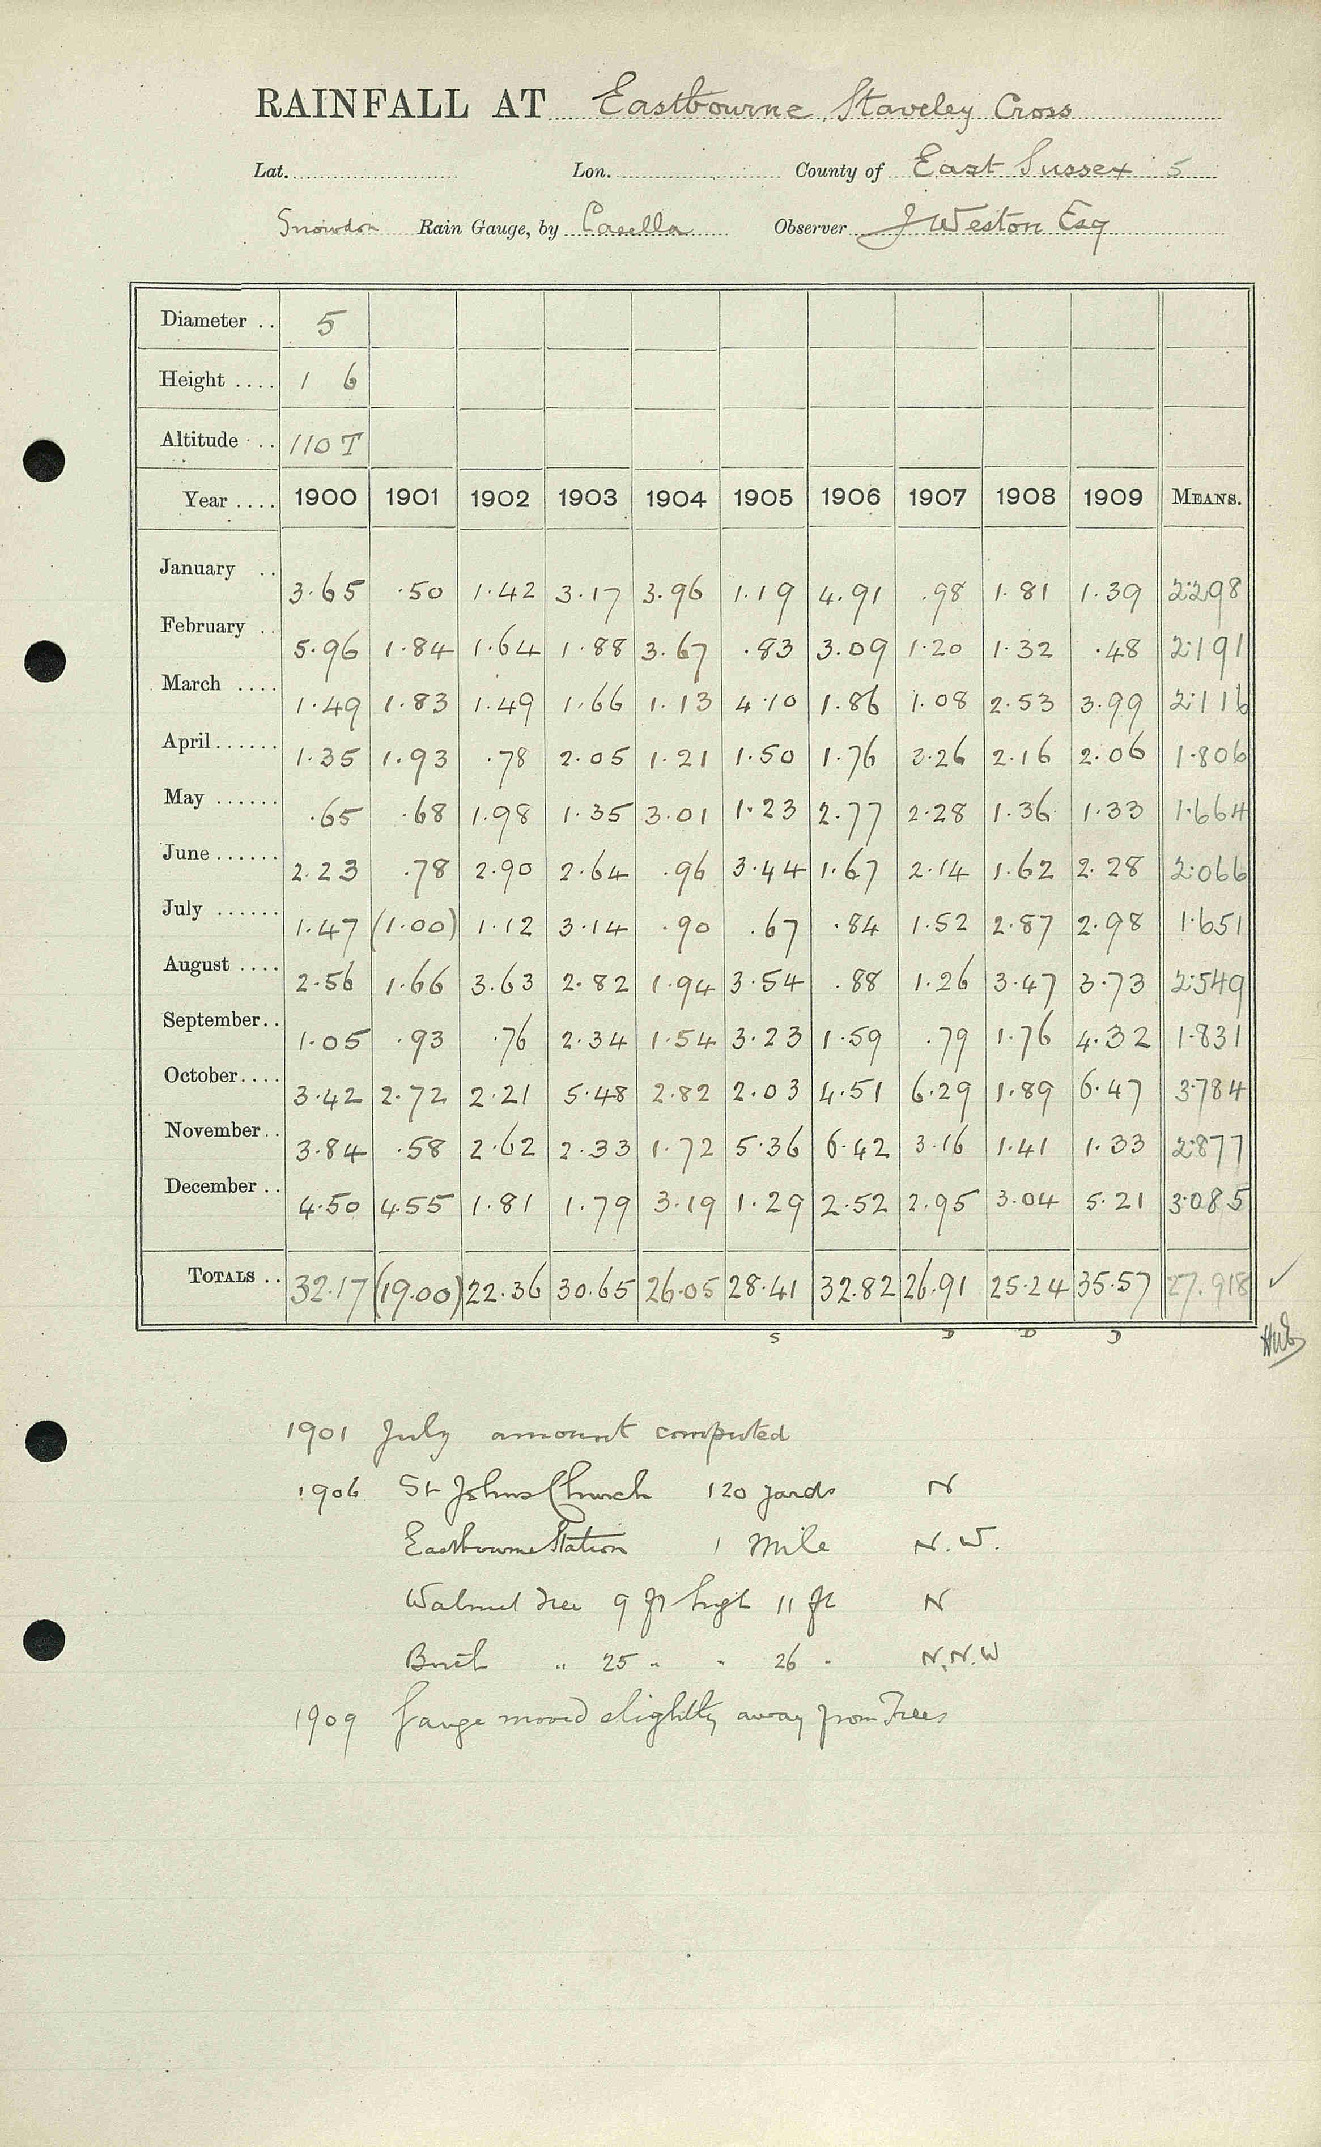 RAINFALL AT Eastbourne, Staveley Cross
Lat. Lon. County of East Sussex 5
Snowdon Rain Gauge, by Casella Observer J Weston Esq
Diameter .. 5
Height .... 1 6
Altitude .. 110 T
Year .... 1900 1901 1902 1903 1904 1905 1906 1907 1908 1909 MEANS.
January .. 3.65 .50 1.42 3.17 3.96 1.19 4.91 .98 1.81 1.39 2.298
February .. 5.96 1.84 1.64 1.88 3.67 .83 3.09 1.20 1.32 .48 2.191
March .... 1.49 1.83 1.49 1.66 1.13 4.10 1.86 1.08 2.53 3.99 2.116
April...... 1.35 1.93 .78 2.05 1.21 1.50 1.76 3.26 2.16 2.06 1.806
May ...... .65 .68 1.98 1.35 3.01 1.23 2.77 2.28 1.36 1.33 1.664
June...... 2.23 .78 2.90 2.64 .96 3.44 1.67 2.14 1.62 2.28 2.066
July ...... 1.47 (1.00) 1.12 3.14 .90 .67 .84 1.52 2.87 2.98 1.651
August .... 2.56 1.66 3.63 2.82 1.94 3.54 .88 1.26 3.47 3.73 2.549
September.. 1.05 .93 .76 2.34 1.54 3.23 1.59 .79 1.76 4.32 1.831
October.... 3.42 2.72 2.21 5.48 2.82 2.03 4.51 6.29 1.89 6.47 3.784
November.. 3.84 .58 2.62 2.33 1.72 5.36 6.42 3.16 1.41 1.33 2.877
December .. 4.50 4.55 1.81 1.79 3.19 1.29 2.52 2.95 3.04 5.21 3.085
TOTALS .. 32.17 (19.00) 22.36 30.65 26.05 28.41 32.82 26.91 25.24 35.57 27.918 ✓
S D D D
1901 July amount computed
1906 St Johns Church 120 yards N
Eastbourne Station 1 Mile N.W.
Walnut Tree 9 ft high 11 ft N
Birch " 25 " " 26 " N.N.W
1909 Gauge moved slightly away from Trees